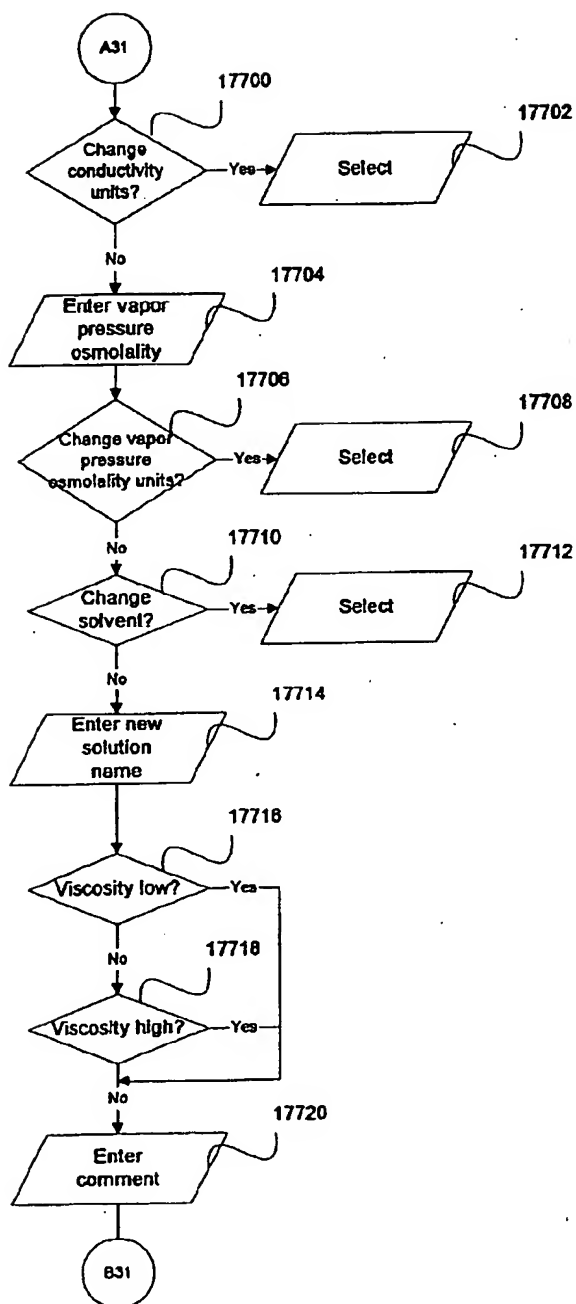 A31
17700
17702
Change
conductivity
units?
Yes
Select
No
17704
Enter vapor
pressure
osmolality
17706
17708
Change vapor
pressure
osmolality units?
Yes
Select
No
17710
17712
Change
solvent?
Yes
Select
No
17714
Enter new
solution
name
17716
Viscosity low?
Yes
No
17718
Viscosity high?
Yes
No
17720
Enter
comment
B31